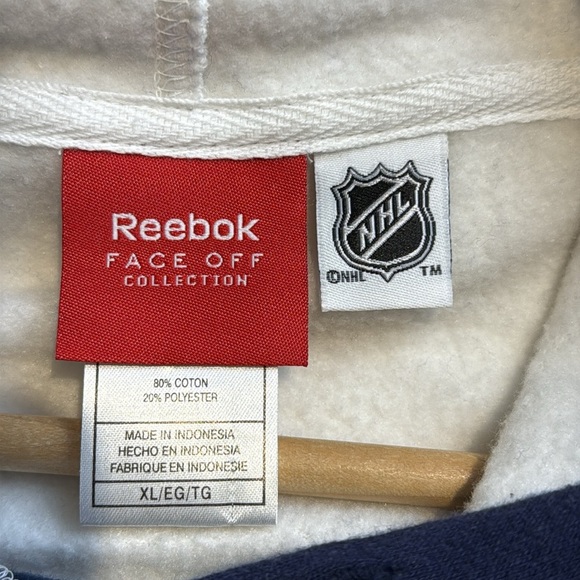 Reebok
FACE OFF
COLLECTION
NHL
©NHL TM
80% COTON
20% POLYESTER
MADE IN INDONESIA
HECHO EN INDONESIA
FABRIQUE EN INDONESIE
XL/EG/TG